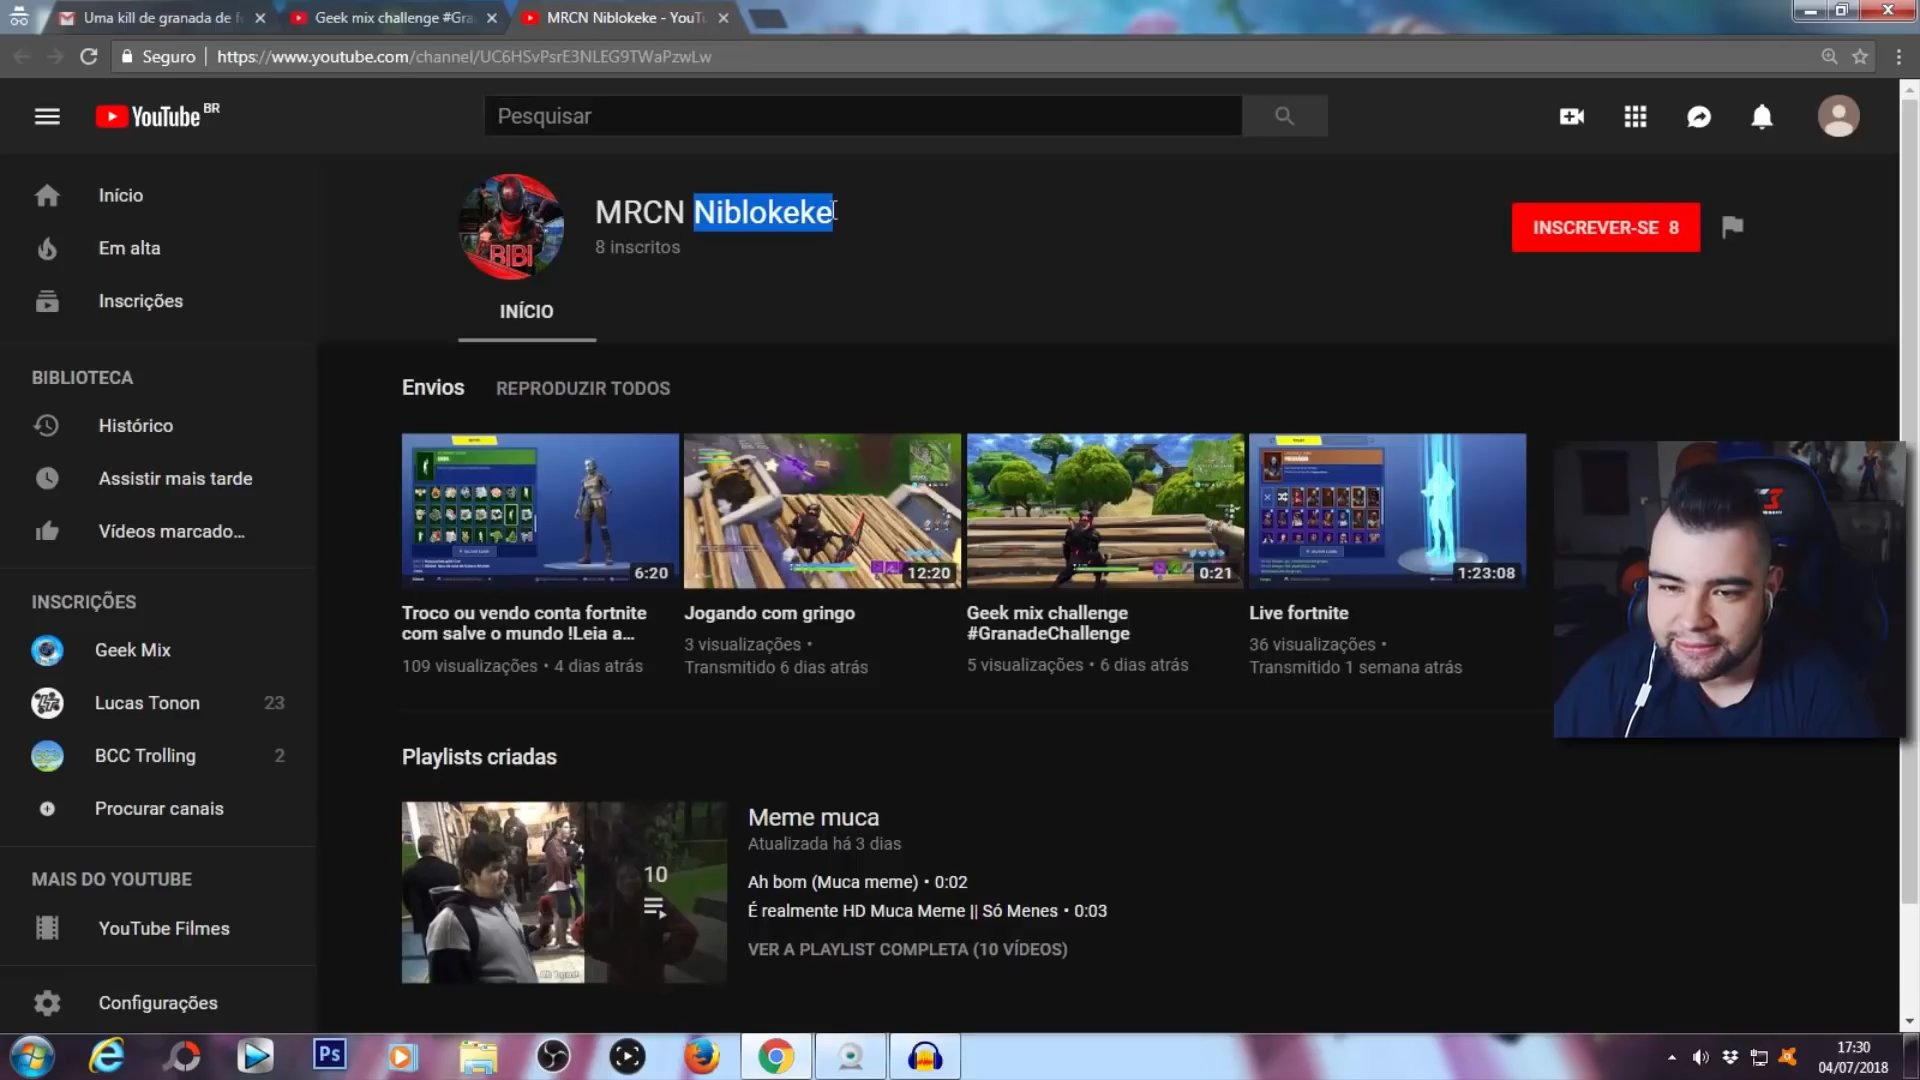 Uma kill de granada de f
Geek mix challenge #Gra
MRCN Niblokeke - YouT
Seguro
https://www.youtube.com/channel/UC6HSvPsrE3NLEG9TWaPzwLw
YouTube BR
Pesquisar
Início
Em alta
Inscrições
BIBLIOTECA
Histórico
Assistir mais tarde
Vídeos marcado...
INSCRIÇÕES
Geek Mix
Lucas Tonon 23
BCC Trolling 2
Procurar canais
MAIS DO YOUTUBE
YouTube Filmes
Configurações
BIBI
MRCN Niblokeke
8 inscritos
INSCREVER-SE 8
INÍCIO
Envios REPRODUZIR TODOS
6:20
Troco ou vendo conta fortnite
com salve o mundo !Leia a...
109 visualizações • 4 dias atrás
12:20
Jogando com gringo
3 visualizações •
Transmitido 6 dias atrás
0:21
Geek mix challenge
#GranadeChallenge
5 visualizações • 6 dias atrás
1:23:08
Live fortnite
36 visualizações •
Transmitido 1 semana atrás
Playlists criadas
10
Meme muca
Atualizada há 3 dias
Ah bom (Muca meme) • 0:02
É realmente HD Muca Meme || Só Menes • 0:03
VER A PLAYLIST COMPLETA (10 VÍDEOS)
Ps
17:30
04/07/2018